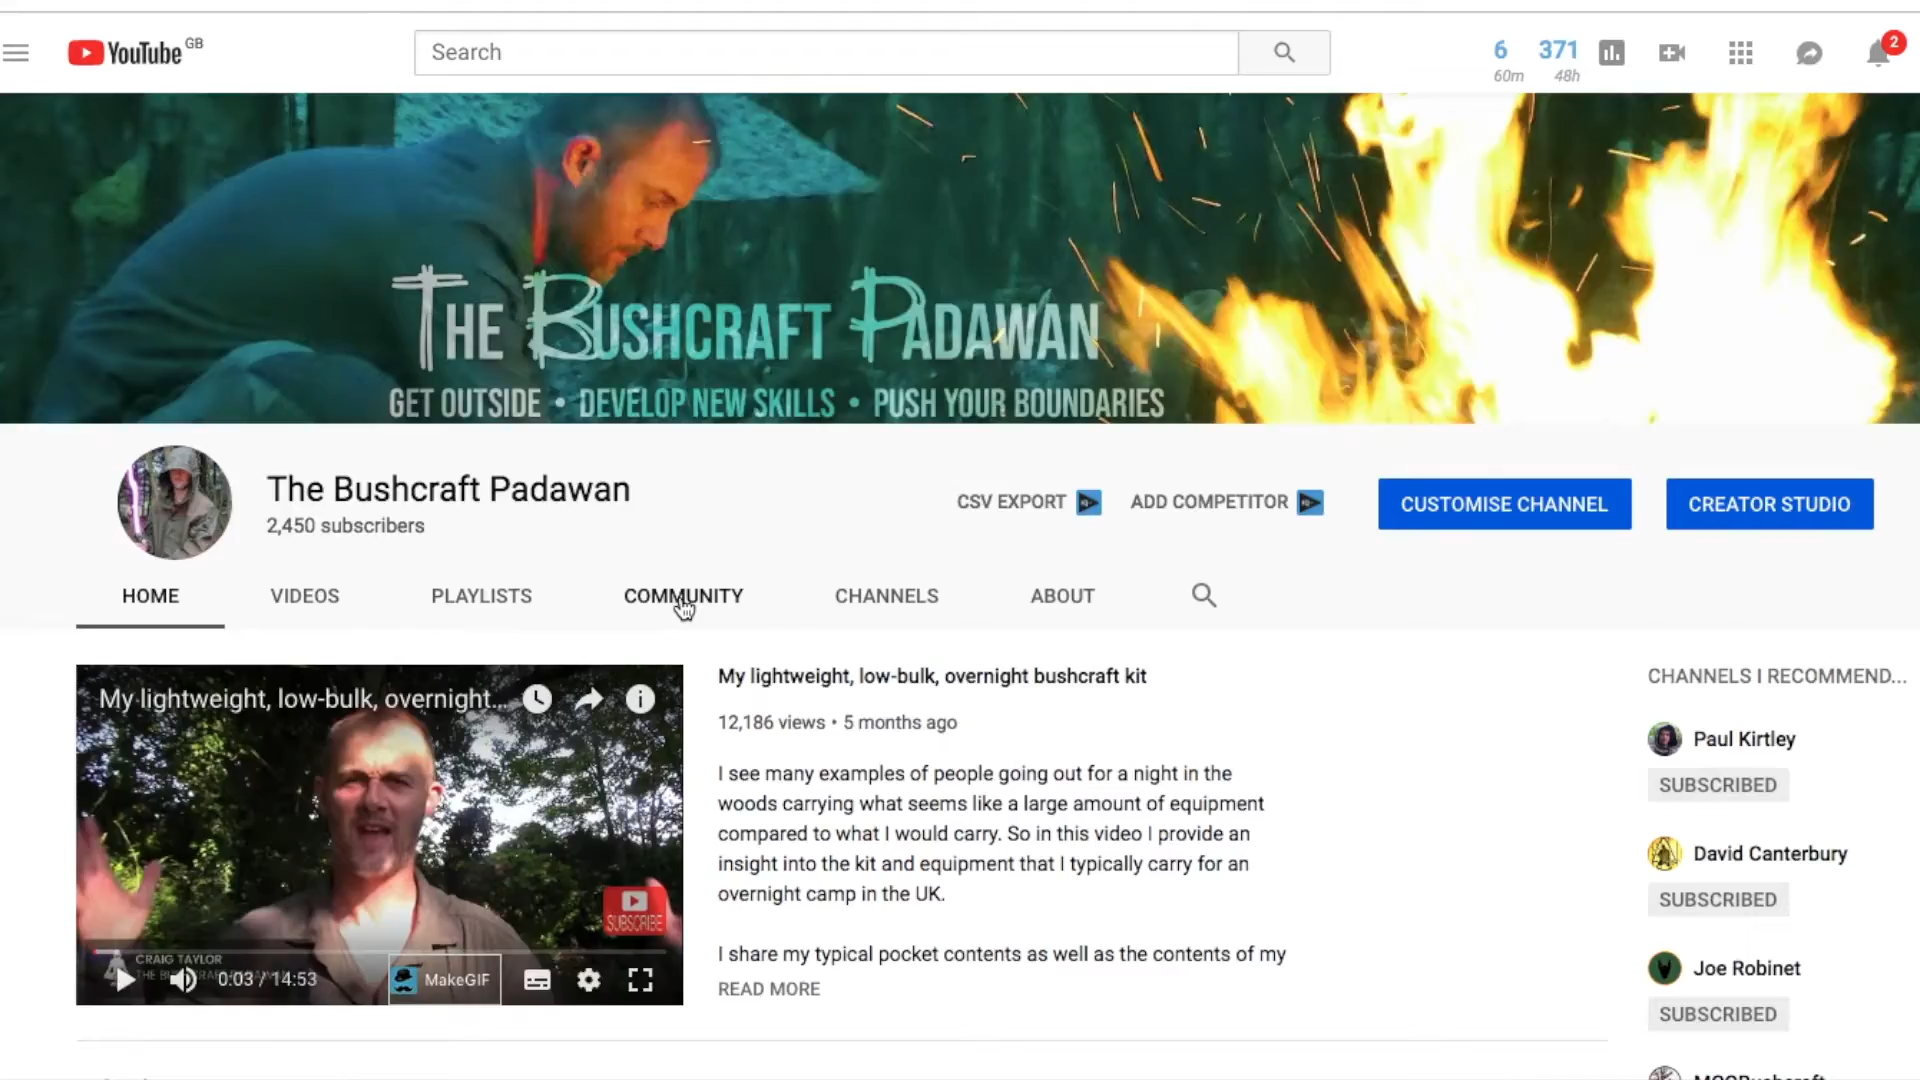 YouTube GB
Search
6
60m
371
48h
2
THE BUSHCRAFT PADAWAN
GET OUTSIDE • DEVELOP NEW SKILLS • PUSH YOUR BOUNDARIES
The Bushcraft Padawan
2,450 subscribers
CSV EXPORT
ADD COMPETITOR
CUSTOMISE CHANNEL
CREATOR STUDIO
HOME
VIDEOS
PLAYLISTS
COMMUNITY
CHANNELS
ABOUT
My lightweight, low-bulk, overnight...
SUBSCRIBE
CRAIG TAYLOR
0:03 / 14:53
MakeGIF
My lightweight, low-bulk, overnight bushcraft kit
12,186 views • 5 months ago
I see many examples of people going out for a night in the
woods carrying what seems like a large amount of equipment
compared to what I would carry. So in this video I provide an
insight into the kit and equipment that I typically carry for an
overnight camp in the UK.
I share my typical pocket contents as well as the contents of my
READ MORE
CHANNELS I RECOMMEND...
Paul Kirtley
SUBSCRIBED
David Canterbury
SUBSCRIBED
Joe Robinet
SUBSCRIBED